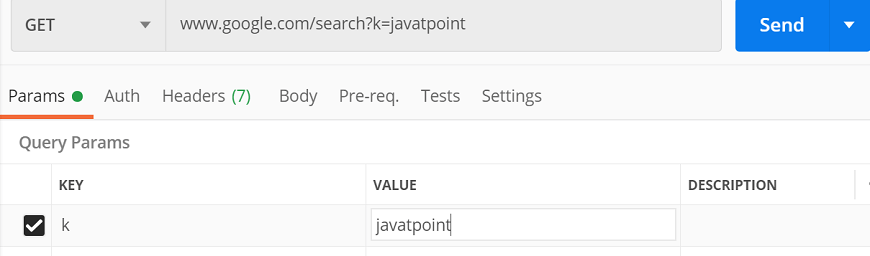 GET www.google.com/search?k=javatpoint Send
Params Auth Headers (7) Body Pre-req. Tests Settings
Query Params
KEY VALUE DESCRIPTION
k javatpoint